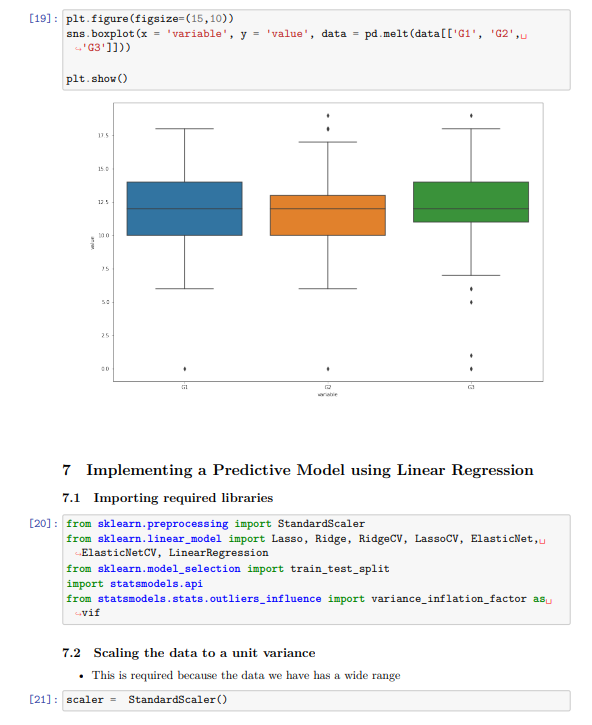 [19]: plt.figure(figsize=(15,10))
sns.boxplot(x = 'variable', y = 'value', data = pd.melt(data[['G1', 'G2',␣
↪'G3']]))
plt.show()
17.5
15.0
12.5
10.0
7.5
5.0
2.5
0.0
value
G1 G2 G3
variable
7 Implementing a Predictive Model using Linear Regression
7.1 Importing required libraries
[20]: from sklearn.preprocessing import StandardScaler
from sklearn.linear_model import Lasso, Ridge, RidgeCV, LassoCV, ElasticNet,␣
↪ElasticNetCV, LinearRegression
from sklearn.model_selection import train_test_split
import statsmodels.api
from statsmodels.stats.outliers_influence import variance_inflation_factor as␣
↪vif
7.2 Scaling the data to a unit variance
• This is required because the data we have has a wide range
[21]: scaler = StandardScaler()